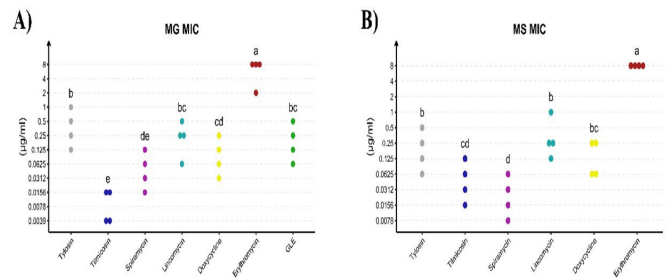 A)
MG MIC
(µg/ml)
8
4
2
1
0.5
0.25
0.125
0.0625
0.0312
0.0156
0.0078
0.0039
b
e
de
bc
cd
a
bc
Tylosin
Tilmicosin
Spiramycin
Lincomycin
Doxycycline
Erythromycin
GLE
B)
MS MIC
(µg/ml)
8
4
2
1
0.5
0.25
0.125
0.0625
0.0312
0.0156
0.0078
b
cd
d
b
bc
a
Tylosin
Tilmicosin
Spiramycin
Lincomycin
Doxycycline
Erythromycin